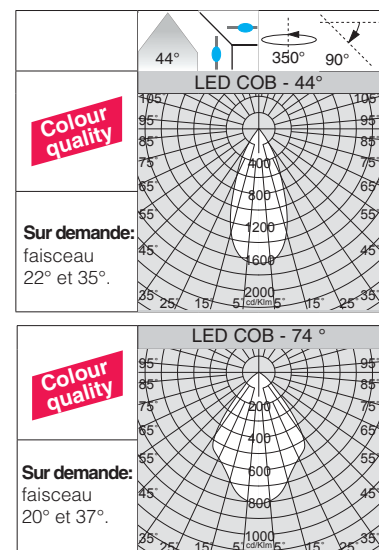 44° 350° 90°
LED COB - 44°
Colour
quality
105 105°
95° 95°
85° 85°
75° 75°
65° 65°
55 55°
45° 45°
35° 25/ 15° 5° 5° 15° 25° 35°
400
800
1200
1600
2000
cd/Klm
Sur demande:
faisceau
22° et 35°.
LED COB - 74 °
Colour
quality
95° 95°
85° 85°
75° 75°
65° 65°
55 55°
45° 45°
35° 25/ 15° 5° 5° 15° 25° 35°
200
400
600
800
1000
cd/Klm
Sur demande:
faisceau
20° et 37°.